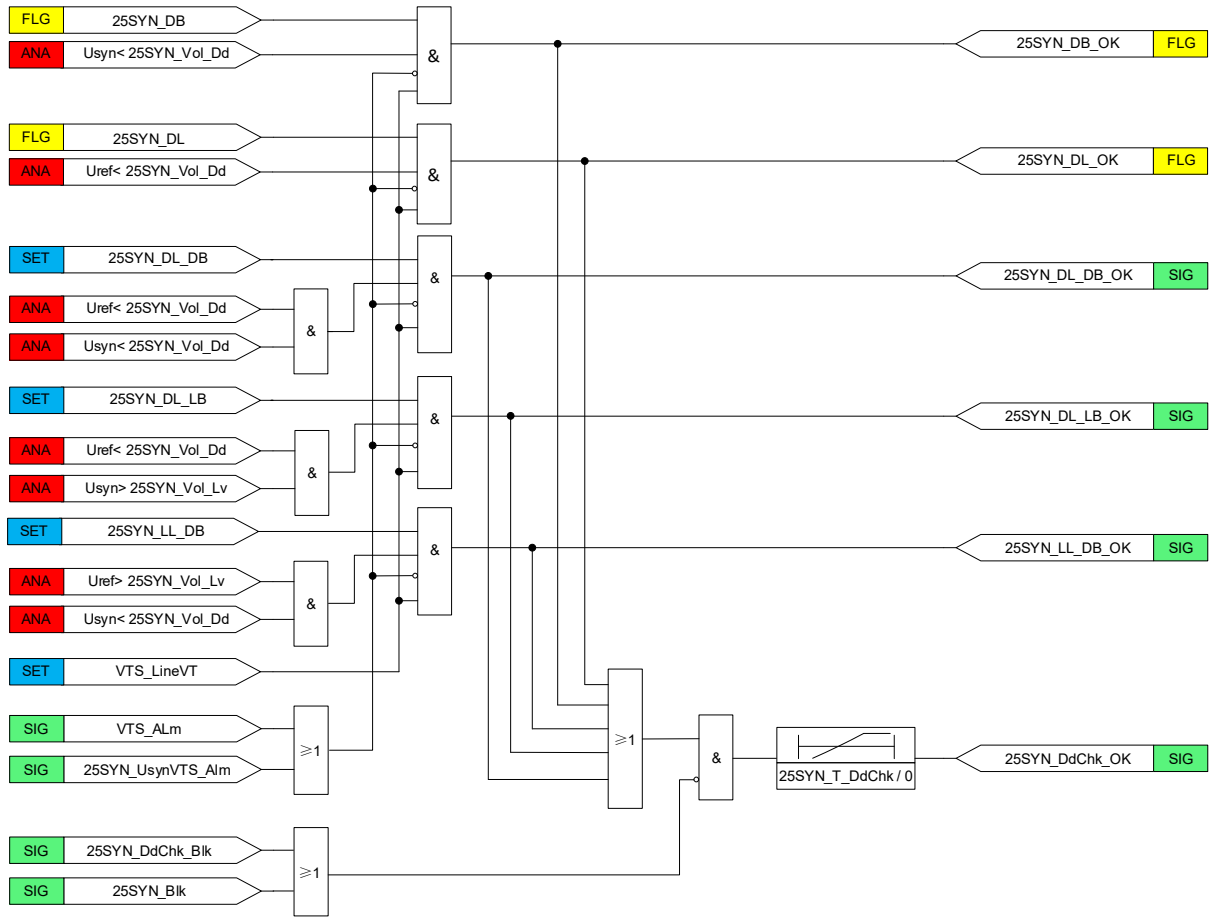 FLG 25SYN_DB
ANA Usyn< 25SYN_Vol_Dd
&
25SYN_DB_OK FLG
FLG 25SYN_DL
ANA Uref< 25SYN_Vol_Dd
&
25SYN_DL_OK FLG
SET 25SYN_DL_DB
ANA Uref< 25SYN_Vol_Dd
ANA Usyn< 25SYN_Vol_Dd
&
&
25SYN_DL_DB_OK SIG
SET 25SYN_DL_LB
ANA Uref< 25SYN_Vol_Dd
ANA Usyn> 25SYN_Vol_Lv
&
&
25SYN_DL_LB_OK SIG
SET 25SYN_LL_DB
ANA Uref> 25SYN_Vol_Lv
ANA Usyn< 25SYN_Vol_Dd
&
&
25SYN_LL_DB_OK SIG
SET VTS_LineVT
SIG VTS_ALm
SIG 25SYN_UsynVTS_Alm
≥1
≥1
&
25SYN_T_DdChk / 0
25SYN_DdChk_OK SIG
SIG 25SYN_DdChk_Blk
SIG 25SYN_Blk
≥1